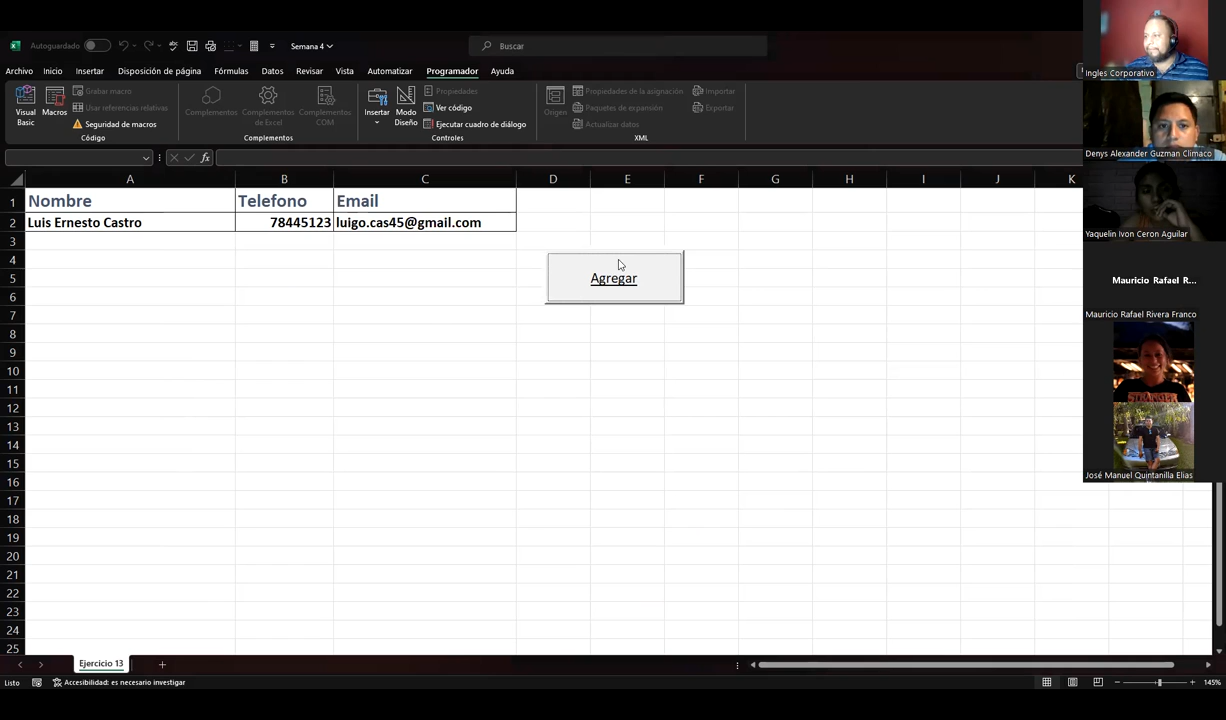 Autoguardado
Semana 4
Buscar
Archivo Inicio Insertar Disposición de página Fórmulas Datos Revisar Vista Automatizar Programador Ayuda
Visual Basic
Macros
Grabar macro
Usar referencias relativas
Seguridad de macros
Código
Complementos
Complementos de Excel
Complementos COM
Complementos
Insertar
Modo Diseño
Propiedades
Ver código
Ejecutar cuadro de diálogo
Controles
Origen
Propiedades de la asignación
Paquetes de expansión
Actualizar datos
Importar
Exportar
XML
fx
A B C D E F G H I J K
1 Nombre Telefono Email
2 Luis Ernesto Castro 78445123 luigo.cas45@gmail.com
3
4
5
6
7
8
9
10
11
12
13
14
15
16
17
18
19
20
21
22
23
24
25
Agregar
Ejercicio 13
Listo
Accesibilidad: es necesario investigar
145%
Ingles Corporativo
Denys Alexander Guzman Climaco
Yaquelin Ivon Ceron Aguilar
Mauricio Rafael R...
Mauricio Rafael Rivera Franco
STRANGER
José Manuel Quintanilla Elias